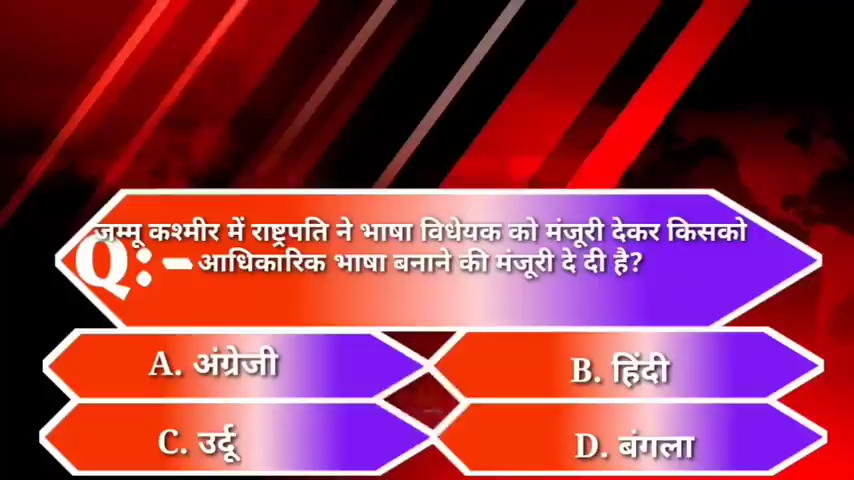 जम्मू कश्मीर में राष्ट्रपति ने भाषा विधेयक को मंजूरी देकर किसको
Q:- आधिकारिक भाषा बनाने की मंजूरी दे दी है?
A. अंग्रेजी
B. हिंदी
C. उर्दू
D. बंगला